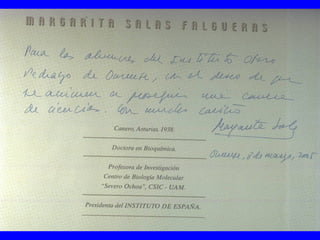 MARGARITA SALAS FALGUERAS
Para los alumnos del Instituto Otero
Pedrayo de Ourense, con el deseo de que
se animen a proseguir una carrera
de ciencias. Con mucho cariño
Margarita Salas
Canero, Asturias. 1938.
Doctora en Bioquímica.
Ourense, 8 de marzo, 2005
Profesora de Investigación
Centro de Biología Molecular
"Severo Ochoa", CSIC - UAM.
Presidenta del INSTITUTO DE ESPAÑA.